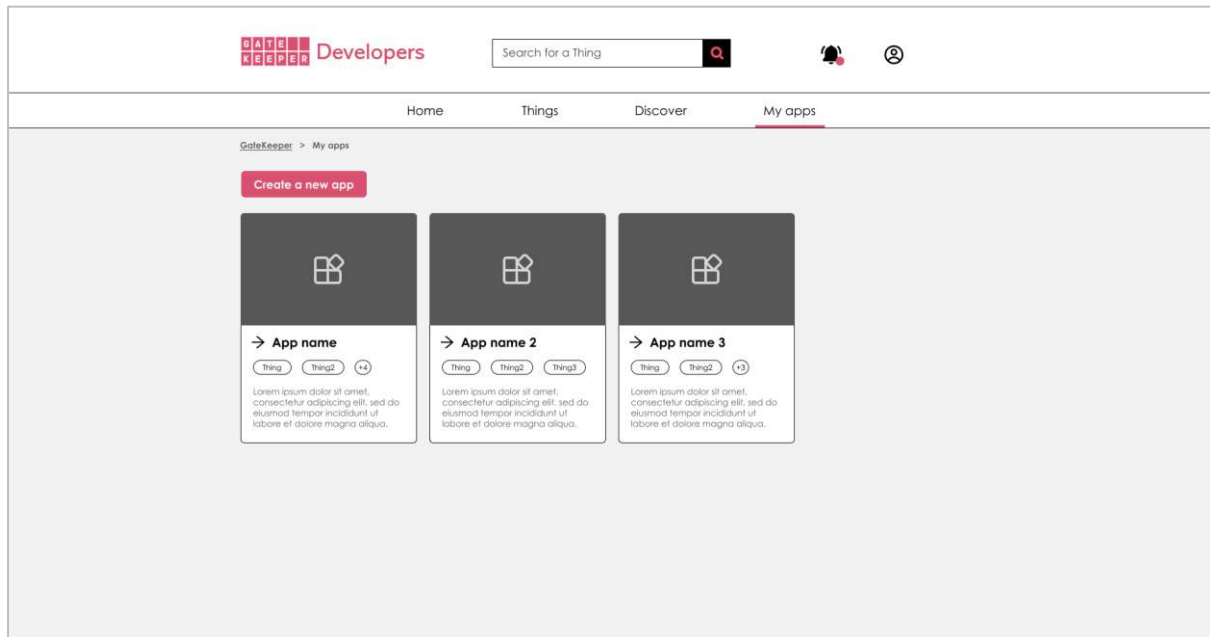 GATE
KEEPER
Developers
Search for a Thing
Home Things Discover My apps
GateKeeper > My apps
Create a new app
App name
Thing Thing2 +4
Lorem ipsum dolor sit amet,
consectetur adipiscing elit, sed do
eiusmod tempor incididunt ut
labore et dolore magna aliqua.
App name 2
Thing Thing2 Thing3
Lorem ipsum dolor sit amet,
consectetur adipiscing elit, sed do
eiusmod tempor incididunt ut
labore et dolore magna aliqua.
App name 3
Thing Thing2 +3
Lorem ipsum dolor sit amet,
consectetur adipiscing elit, sed do
eiusmod tempor incididunt ut
labore et dolore magna aliqua.